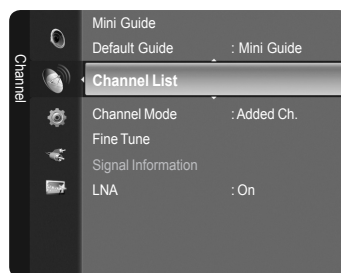 Channel
Mini Guide
Default Guide : Mini Guide
Channel List
Channel Mode : Added Ch.
Fine Tune
Signal Information
LNA : On